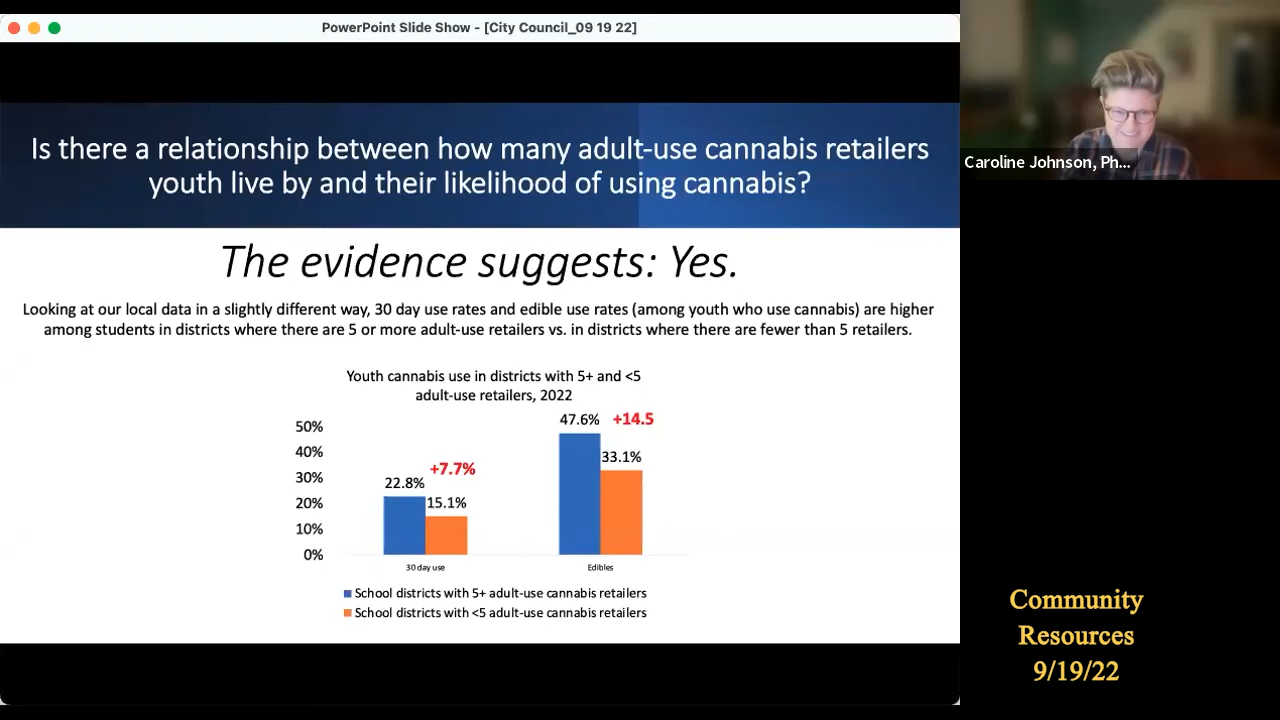 PowerPoint Slide Show - [City Council_09 19 22]
Is there a relationship between how many adult-use cannabis retailers
youth live by and their likelihood of using cannabis?
The evidence suggests: Yes.
Looking at our local data in a slightly different way, 30 day use rates and edible use rates (among youth who use cannabis) are higher
among students in districts where there are 5 or more adult-use retailers vs. in districts where there are fewer than 5 retailers.
Youth cannabis use in districts with 5+ and <5
adult-use retailers, 2022
50%
40%
30%
20%
10%
0%
22.8%
+7.7%
15.1%
47.6%
+14.5
33.1%
30 day use
Edibles
School districts with 5+ adult-use cannabis retailers
School districts with <5 adult-use cannabis retailers
Caroline Johnson, Ph...
Community
Resources
9/19/22